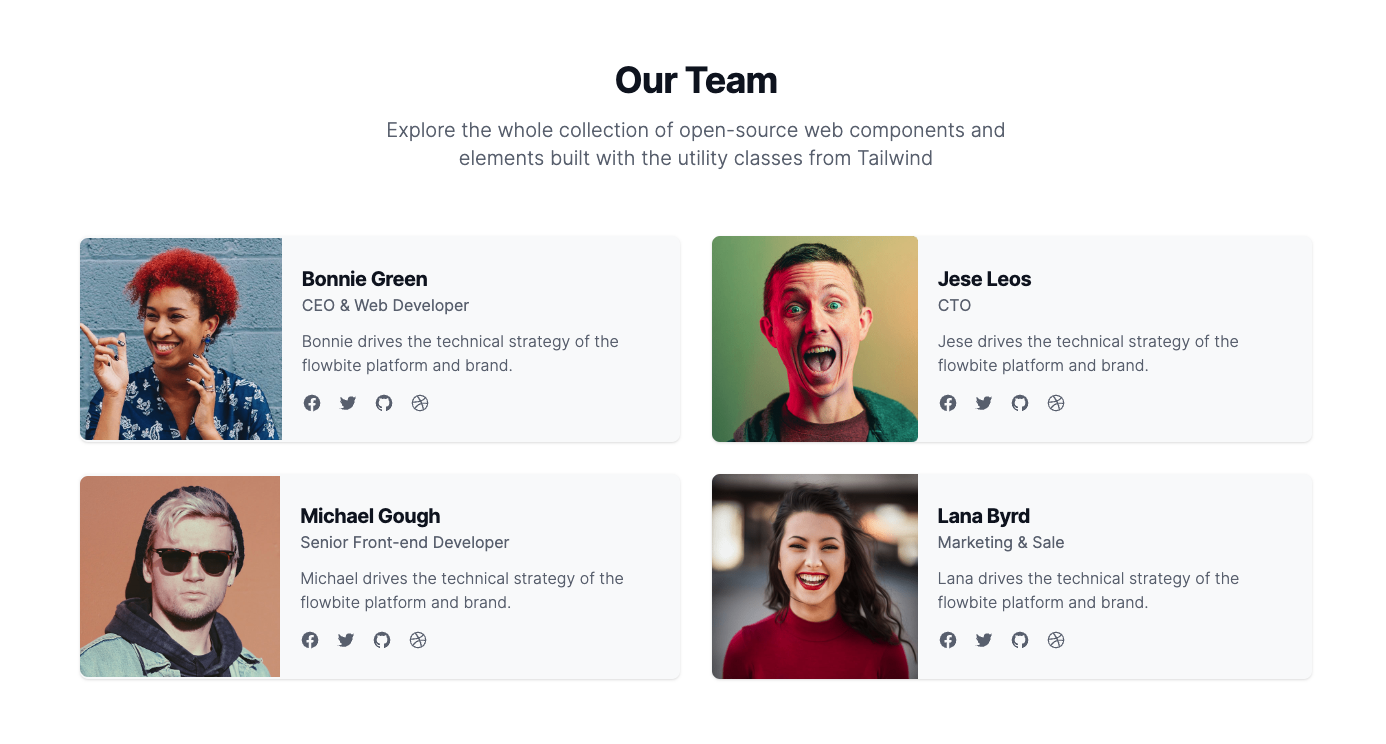 Our Team
Explore the whole collection of open-source web components and
elements built with the utility classes from Tailwind
Bonnie Green
CEO & Web Developer
Bonnie drives the technical strategy of the
flowbite platform and brand.
Jese Leos
CTO
Jese drives the technical strategy of the
flowbite platform and brand.
Michael Gough
Senior Front-end Developer
Michael drives the technical strategy of the
flowbite platform and brand.
Lana Byrd
Marketing & Sale
Lana drives the technical strategy of the
flowbite platform and brand.